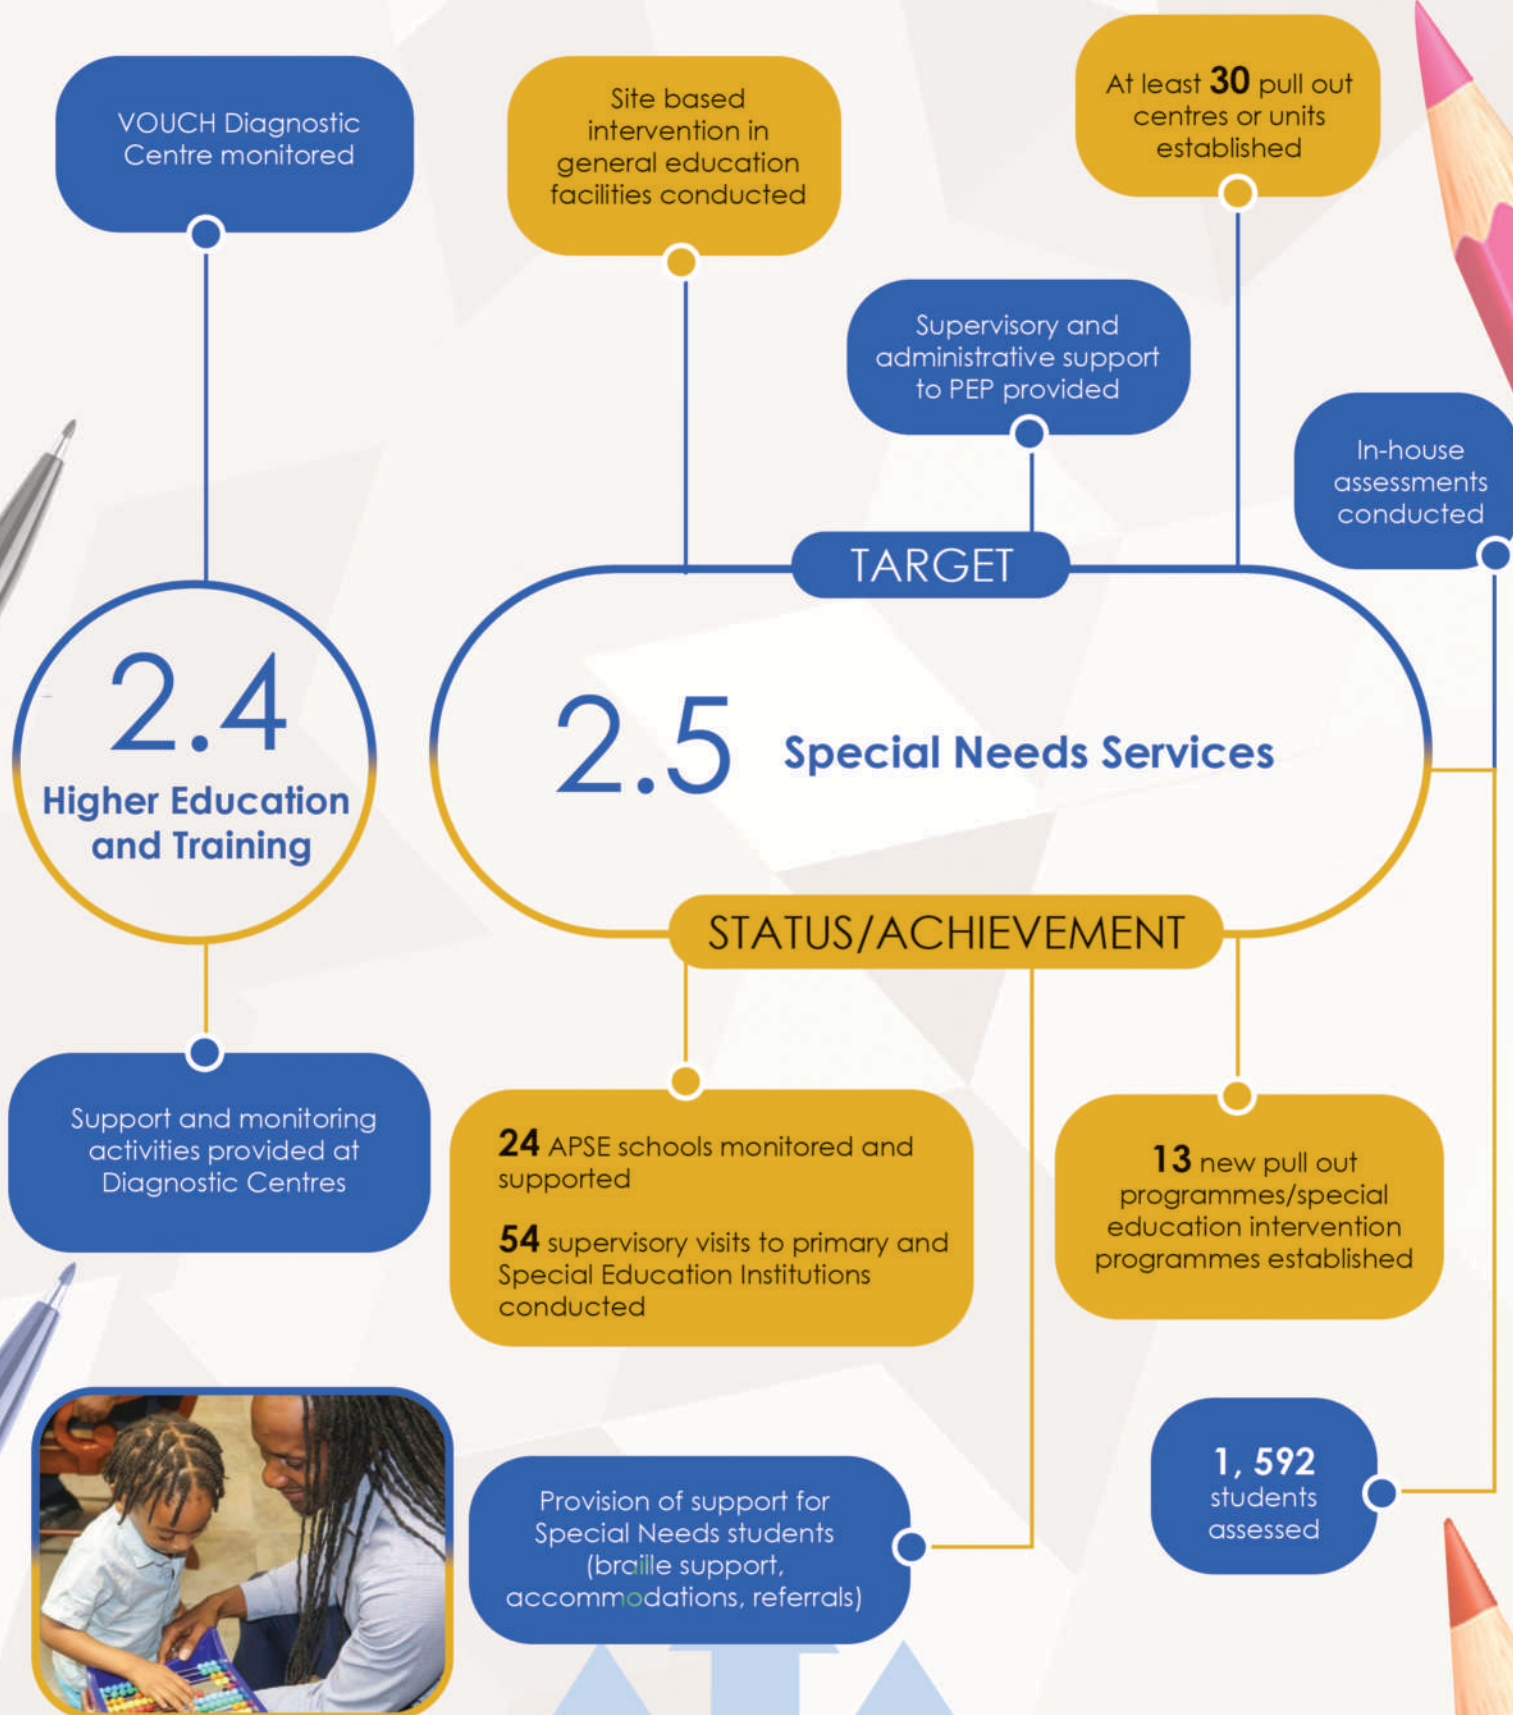 VOUCH Diagnostic
Centre monitored
Site based
intervention in
general education
facilities conducted
At least 30 pull out
centres or units
established
Supervisory and
administrative support
to PEP provided
In-house
assessments
conducted
TARGET
2.4
Higher Education
and Training
2.5
Special Needs Services
STATUS/ACHIEVEMENT
Support and monitoring
activities provided at
Diagnostic Centres
24 APSE schools monitored and
supported
54 supervisory visits to primary and
Special Education Institutions
conducted
13 new pull out
programmes/special
education intervention
programmes established
Provision of support for
Special Needs students
(braille support,
accommodations, referrals)
1, 592
students
assessed